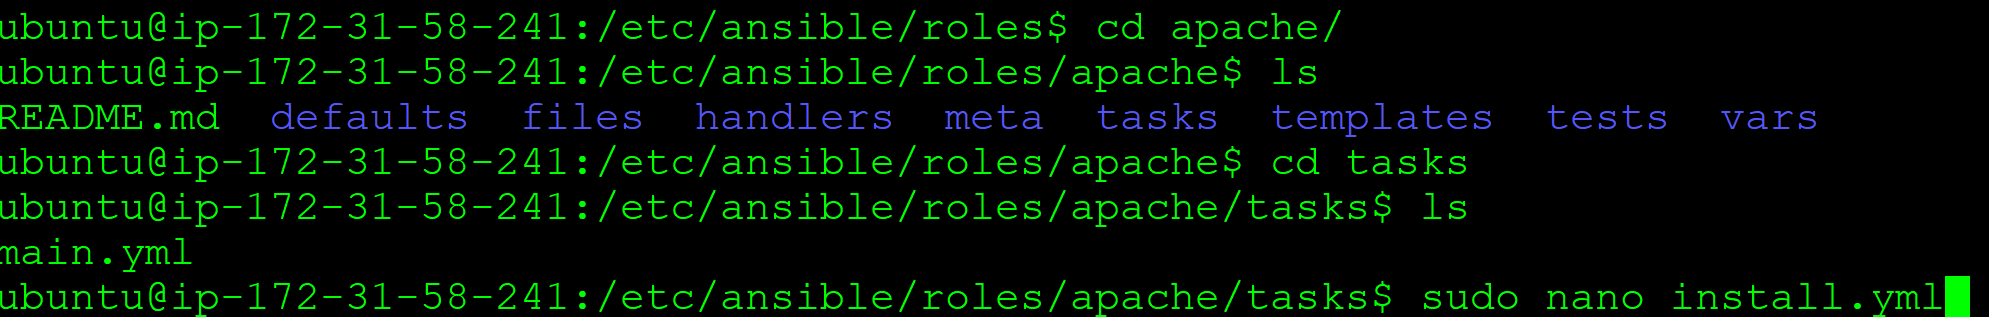 ubuntu@ip-172-31-58-241:/etc/ansible/roles$ cd apache/
ubuntu@ip-172-31-58-241:/etc/ansible/roles/apache$ ls
README.md  defaults  files  handlers  meta  tasks  templates  tests  vars
ubuntu@ip-172-31-58-241:/etc/ansible/roles/apache$ cd tasks
ubuntu@ip-172-31-58-241:/etc/ansible/roles/apache/tasks$ ls
main.yml
ubuntu@ip-172-31-58-241:/etc/ansible/roles/apache/tasks$ sudo nano install.yml